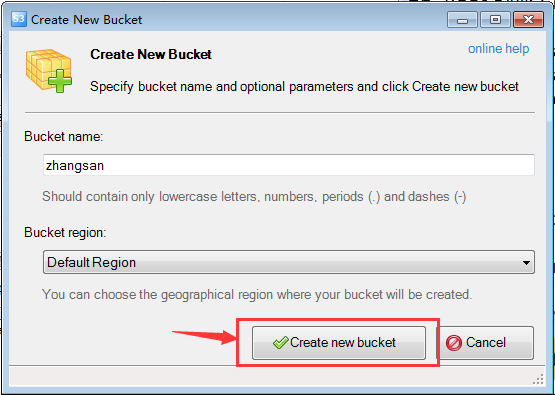 S3 Create New Bucket
Create New Bucket
online help
Specify bucket name and optional parameters and click Create new bucket
Bucket name:
zhangsan
Should contain only lowercase letters, numbers, periods (.) and dashes (-)
Bucket region:
Default Region
You can choose the geographical region where your bucket will be created.
Create new bucket
Cancel